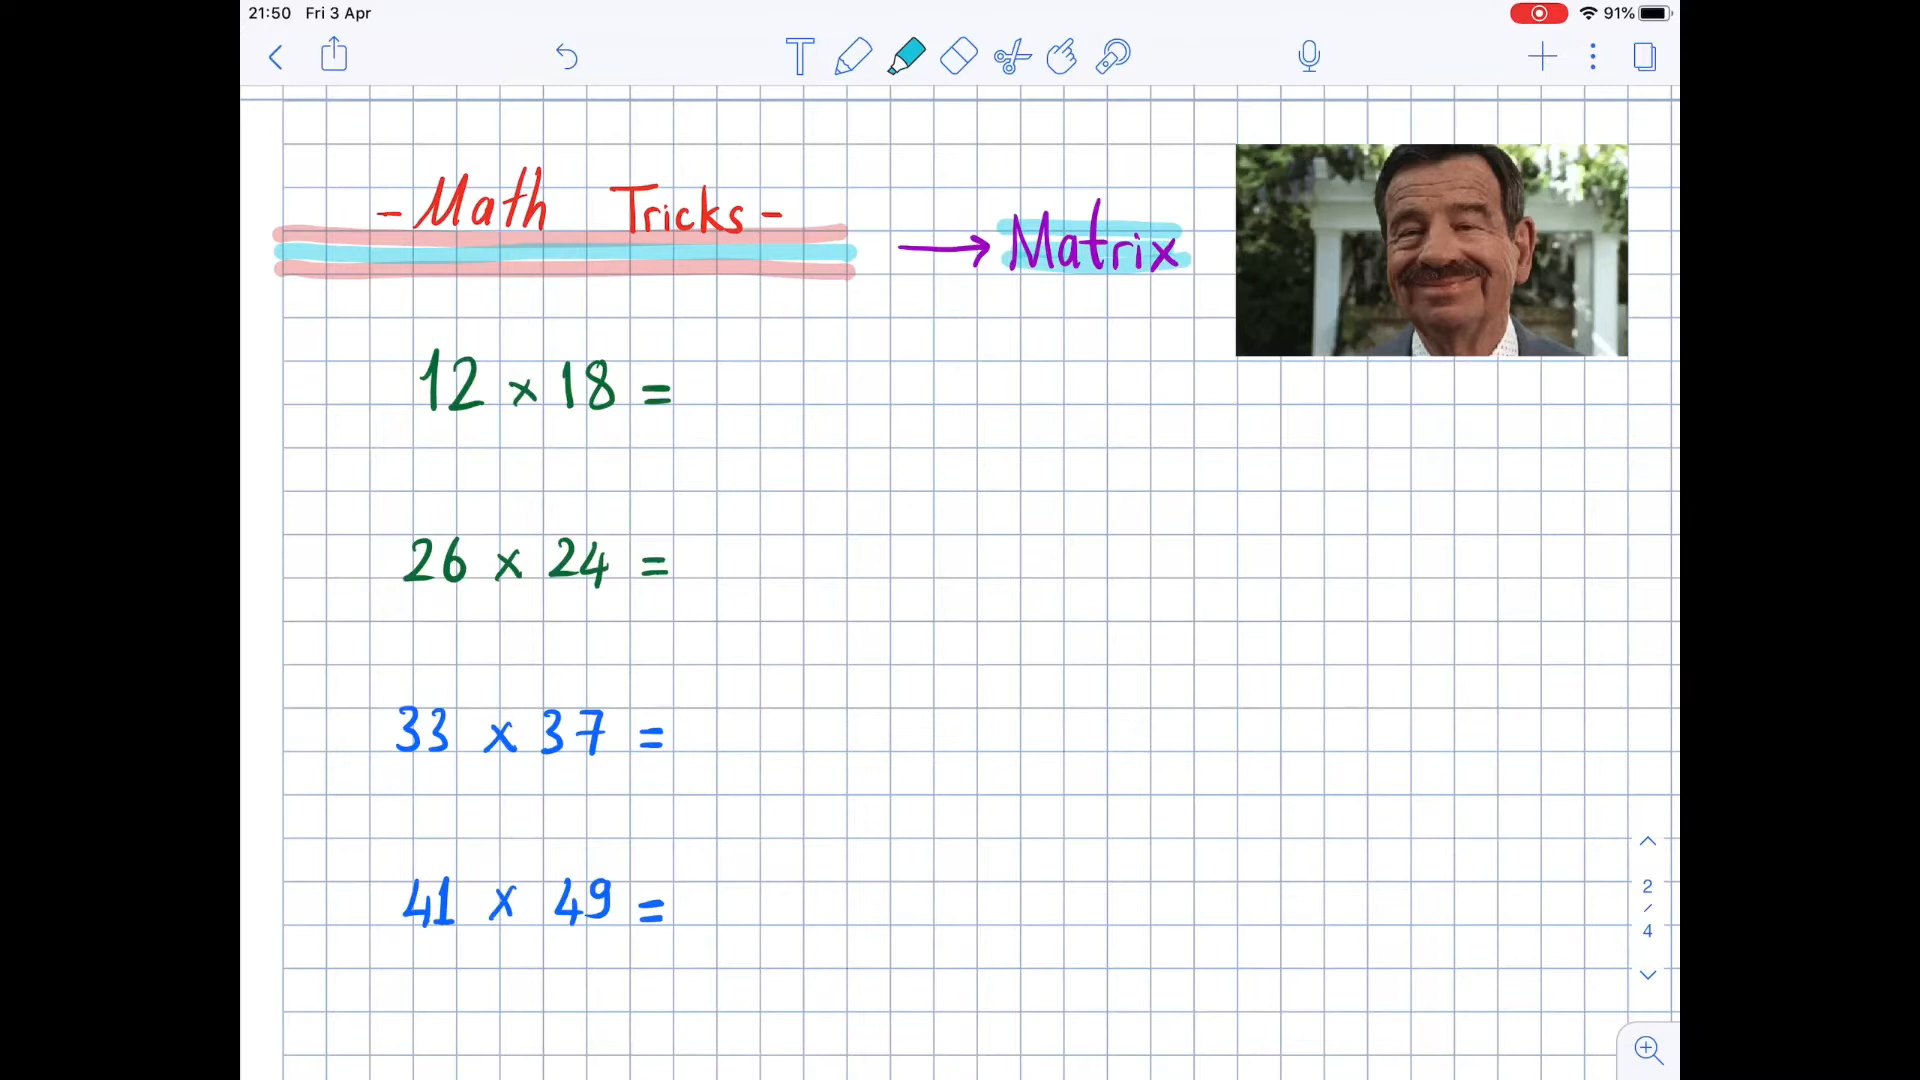 21:50 Fri 3 Apr 91%
T
- Math Tricks -
→ Matrix
12 × 18 =
26 × 24 =
33 × 37 =
41 × 49 =
2
/
4